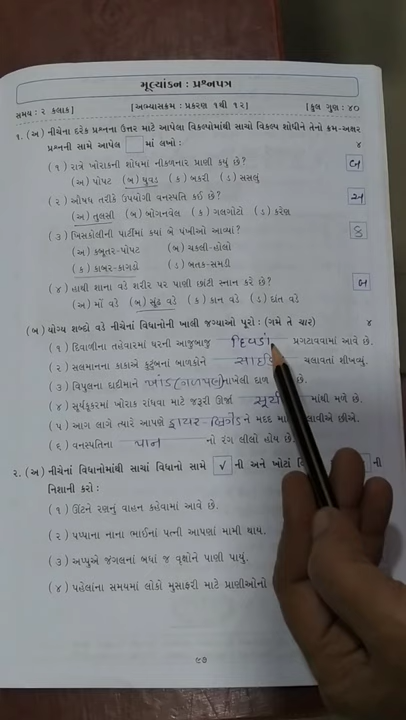 મૂલ્યાંકન : પ્રશ્નપત્ર
સમય : ૨ કલાક] [અભ્યાસક્રમ : પ્રકરણ ૧થી ૧૨] [કુલ ગુણ : ૪૦
૧. (અ) નીચેના દરેક પ્રશ્નના ઉત્તર માટે આપેલા વિકલ્પોમાંથી સાચો વિકલ્પ શોધીને તેનો ક્રમ-અક્ષર
પ્રશ્નની સામે આપેલ માં લખો : ૪
(૧) રાત્રે ખોરાકની શોધમાં નીકળનાર પ્રાણી કયું છે? બ
(અ) પોપટ (બ) ઘુવડ (ક) બકરી (ડ) સસલું
(૨) ઔષધ તરીકે ઉપયોગી વનસ્પતિ કઈ છે? અ
(અ) તુલસી (બ) બોગનવેલ (ક) ગલગોટો (ડ) કરેણ
(૩) ખિસકોલીની પાર્ટીમાં કયાં બે પંખીઓ આવ્યાં? ક
(અ) કબૂતર-પોપટ (બ) ચકલી-હોલો
(ક) કાબર-કાગડો (ડ) બતક-સમડી
(૪) હાથી શાના વડે શરીર પર પાણી છાંટી સ્નાન કરે છે? બ
(અ) મોં વડે (બ) સૂંઢ વડે (ક) કાન વડે (ડ) દાંત વડે
(બ) યોગ્ય શબ્દો વડે નીચેનાં વિધાનોની ખાલી જગ્યાઓ પૂરો : (ગમે તે ચાર) ૪
(૧) દિવાળીના તહેવારમાં ઘરની આજુબાજુ દિવડાં પ્રગટાવવામાં આવે છે.
(૨) સલમાનના કાકાએ કુટુંબનાં બાળકોને ચલાવતાં શીખવ્યું.
(૩) વિપુલના દાદીમાને ખાંડ(ગળપણ) નાખેલી દાળ છે.
(૪) સૂર્યકૂકરમાં ખોરાક રાંધવા માટે જરૂરી ઊર્જા સૂર્ય માંથી મળે છે.
(૫) આગ લાગે ત્યારે આપણે ફાયર-બ્રિગેડ ને મદદ મા લાવીએ છીએ.
(૬) વનસ્પતિના પાન નો રંગ લીલો હોય છે.
૨. (અ) નીચેનાં વિધાનોમાંથી સાચાં વિધાનો સામે ✓ ની અને ખોટાં વિ ની
નિશાની કરો :
(૧) ઊંટને રણનું વાહન કહેવામાં આવે છે.
(૨) પપ્પાના નાના ભાઈનાં પત્ની આપણાં મામી થાય.
(૩) અપ્પુએ જંગલનાં બધાં જ વૃક્ષોને પાણી પાયું.
(૪) પહેલાંના સમયમાં લોકો મુસાફરી માટે પ્રાણીઓનો
૯૭